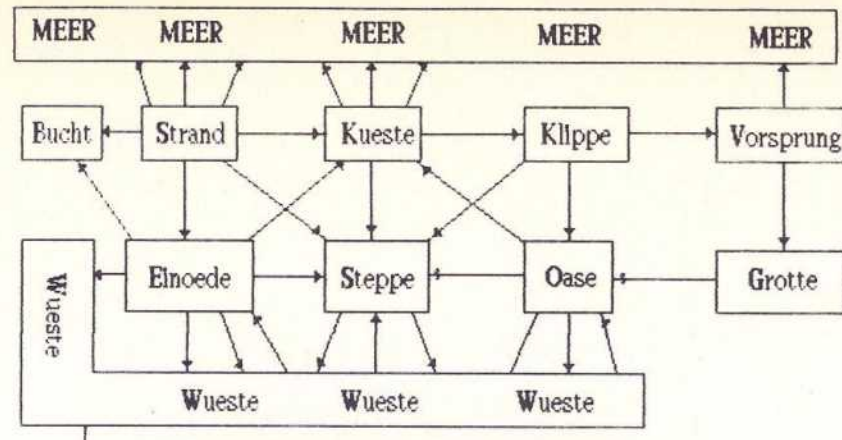 MEER MEER MEER MEER MEER
Bucht Strand Kueste Klippe Vorsprung
Einoede Steppe Oase Grotte
Wueste
Wueste Wueste Wueste